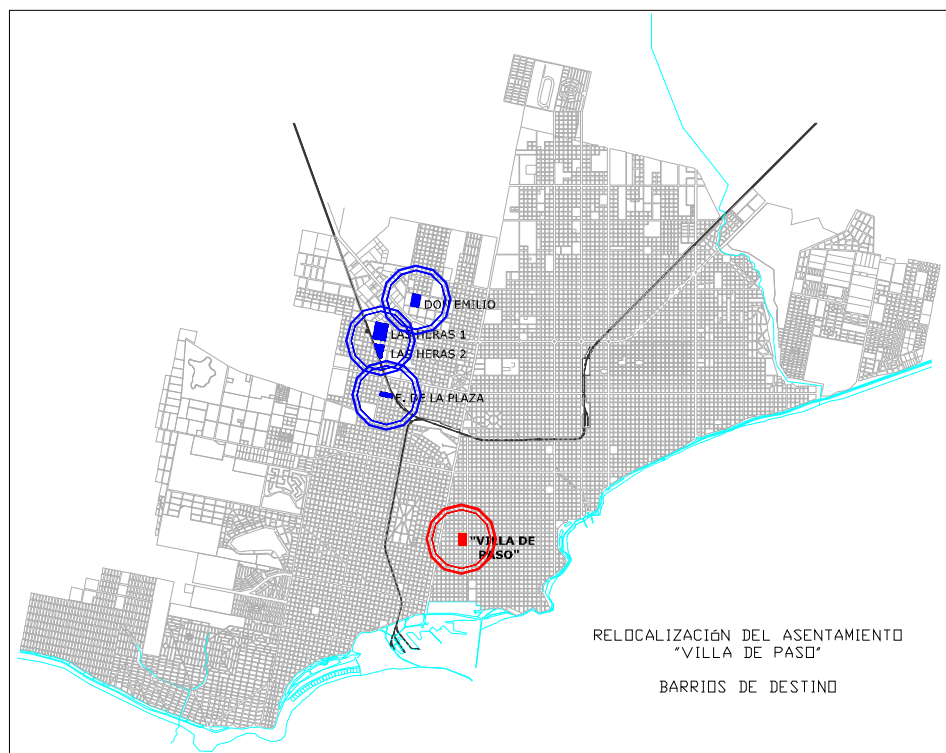 DON EMILIO
LAS HERAS 1
LAS HERAS 2
F. DE LA PLAZA
"VILLA DE
PASO"
RELOCALIZACIóN DEL ASENTAMIENTO
"VILLA DE PASO"
BARRIOS DE DESTINO